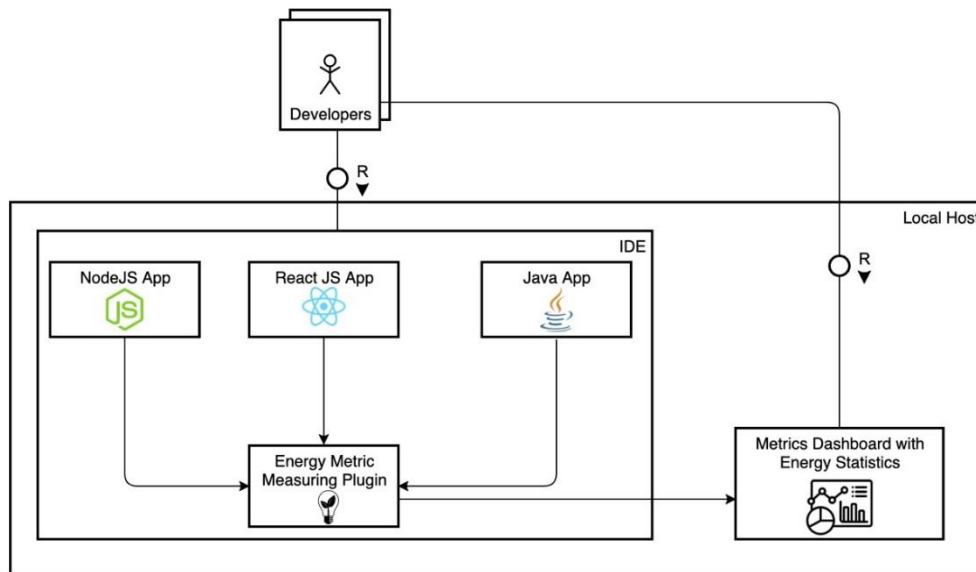 Developers
R
Local Host
IDE
NodeJS App
React JS App
Java App
JS
R
Energy Metric
Measuring Plugin
Metrics Dashboard with
Energy Statistics